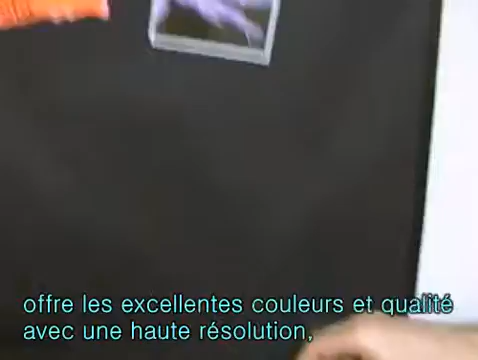 offre les excellentes couleurs et qualité
avec une haute résolution,